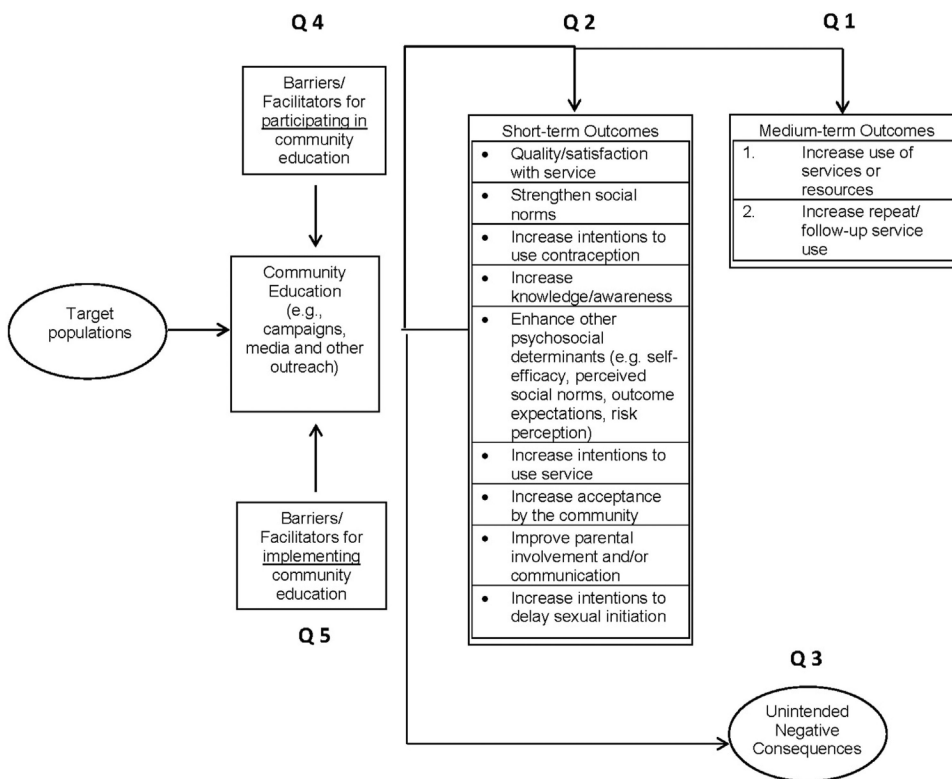 Q 4
Q 2
Q 1
Barriers/
Facilitators for
participating in
community
education
Short-term Outcomes
• Quality/satisfaction
with service
• Strengthen social
norms
• Increase intentions to
use contraception
• Increase
knowledge/awareness
• Enhance other
psychosocial
determinants (e.g. self-
efficacy, perceived
social norms, outcome
expectations, risk
perception)
• Increase intentions to
use service
• Increase acceptance
by the community
• Improve parental
involvement and/or
communication
• Increase intentions to
delay sexual initiation
Medium-term Outcomes
1. Increase use of
services or
resources
2. Increase repeat/
follow-up service
use
Target
populations
Community
Education
(e.g.,
campaigns,
media and other
outreach)
Barriers/
Facilitators for
implementing
community
education
Q 5
Q 3
Unintended
Negative
Consequences